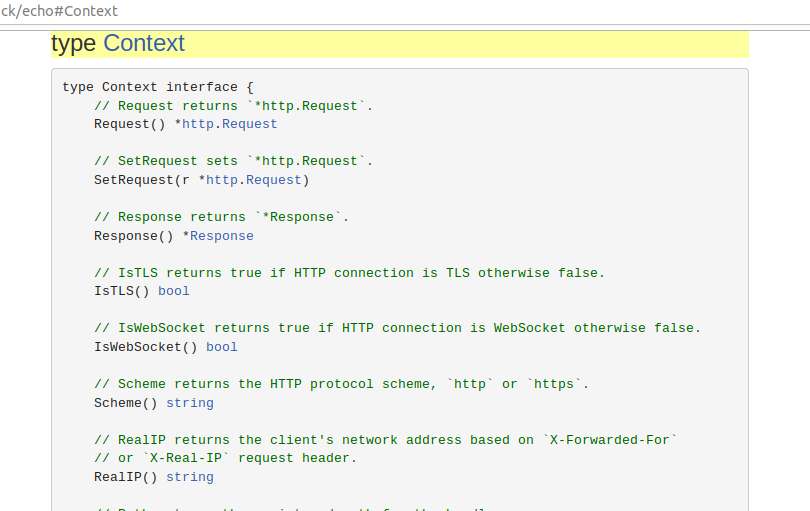 ck/echo#Context
type Context
type Context interface {
// Request returns `*http.Request`.
Request() *http.Request
// SetRequest sets `*http.Request`.
SetRequest(r *http.Request)
// Response returns `*Response`.
Response() *Response
// IsTLS returns true if HTTP connection is TLS otherwise false.
IsTLS() bool
// IsWebSocket returns true if HTTP connection is WebSocket otherwise false.
IsWebSocket() bool
// Scheme returns the HTTP protocol scheme, `http` or `https`.
Scheme() string
// RealIP returns the client's network address based on `X-Forwarded-For`
// or `X-Real-IP` request header.
RealIP() string